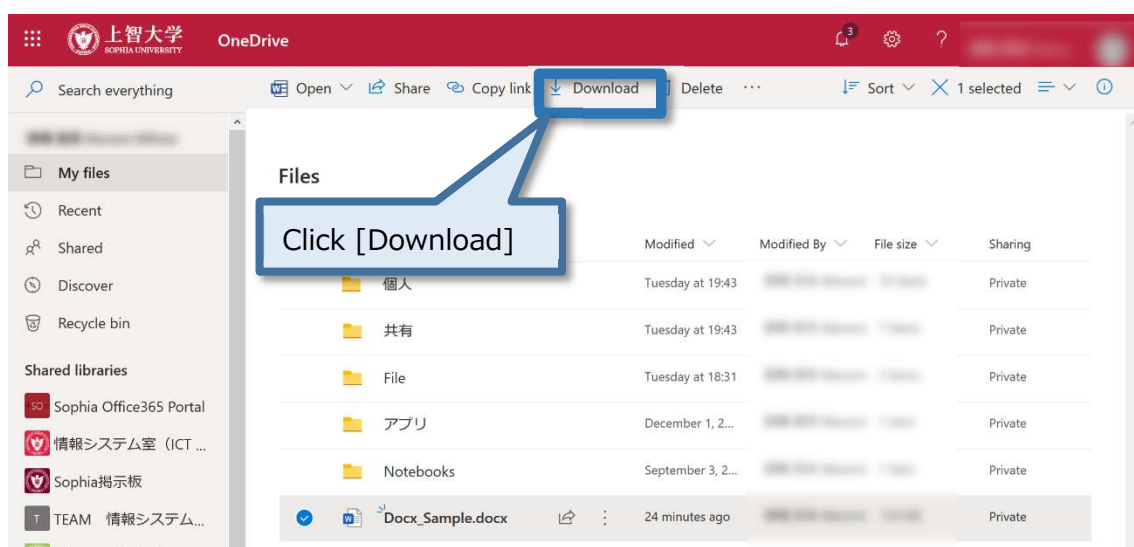 上智大学
SOPHIA UNIVERSITY
OneDrive
3
?
Search everything
Open
Share
Copy link
Download
Delete
...
Sort
1 selected
My files
Recent
Shared
Discover
Recycle bin
Shared libraries
SO Sophia Office365 Portal
情報システム室（ICT ...
Sophia掲示板
T TEAM 情報システム...
Files
Click [Download]
Modified Modified By File size Sharing
個人 Tuesday at 19:43 Private
共有 Tuesday at 19:43 Private
File Tuesday at 18:31 Private
アプリ December 1, 2... Private
Notebooks September 3, 2... Private
Docx_Sample.docx 24 minutes ago Private